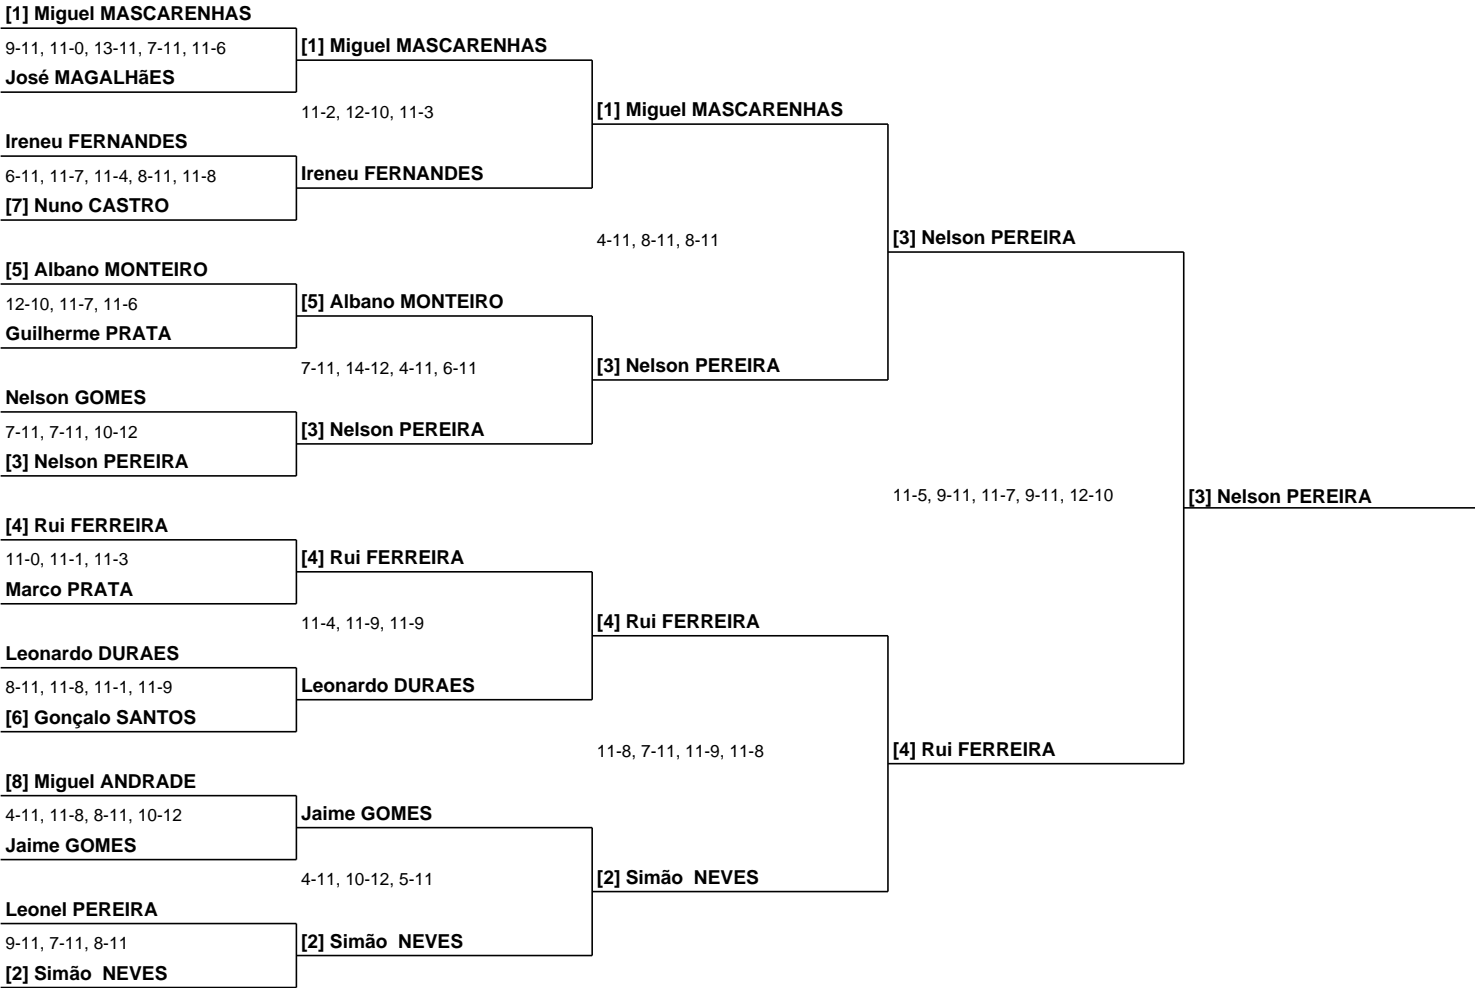 [1] Miguel MASCARENHAS
9-11, 11-0, 13-11, 7-11, 11-6
[1] Miguel MASCARENHAS
José MAGALHãES
11-2, 12-10, 11-3
[1] Miguel MASCARENHAS
Ireneu FERNANDES
6-11, 11-7, 11-4, 8-11, 11-8
Ireneu FERNANDES
[7] Nuno CASTRO
4-11, 8-11, 8-11
[3] Nelson PEREIRA
[5] Albano MONTEIRO
12-10, 11-7, 11-6
[5] Albano MONTEIRO
Guilherme PRATA
7-11, 14-12, 4-11, 6-11
[3] Nelson PEREIRA
Nelson GOMES
7-11, 7-11, 10-12
[3] Nelson PEREIRA
[3] Nelson PEREIRA
11-5, 9-11, 11-7, 9-11, 12-10
[3] Nelson PEREIRA
[4] Rui FERREIRA
11-0, 11-1, 11-3
[4] Rui FERREIRA
Marco PRATA
11-4, 11-9, 11-9
[4] Rui FERREIRA
Leonardo DURAES
8-11, 11-8, 11-1, 11-9
Leonardo DURAES
[6] Gonçalo SANTOS
11-8, 7-11, 11-9, 11-8
[4] Rui FERREIRA
[8] Miguel ANDRADE
4-11, 11-8, 8-11, 10-12
Jaime GOMES
Jaime GOMES
4-11, 10-12, 5-11
[2] Simão  NEVES
Leonel PEREIRA
9-11, 7-11, 8-11
[2] Simão  NEVES
[2] Simão  NEVES